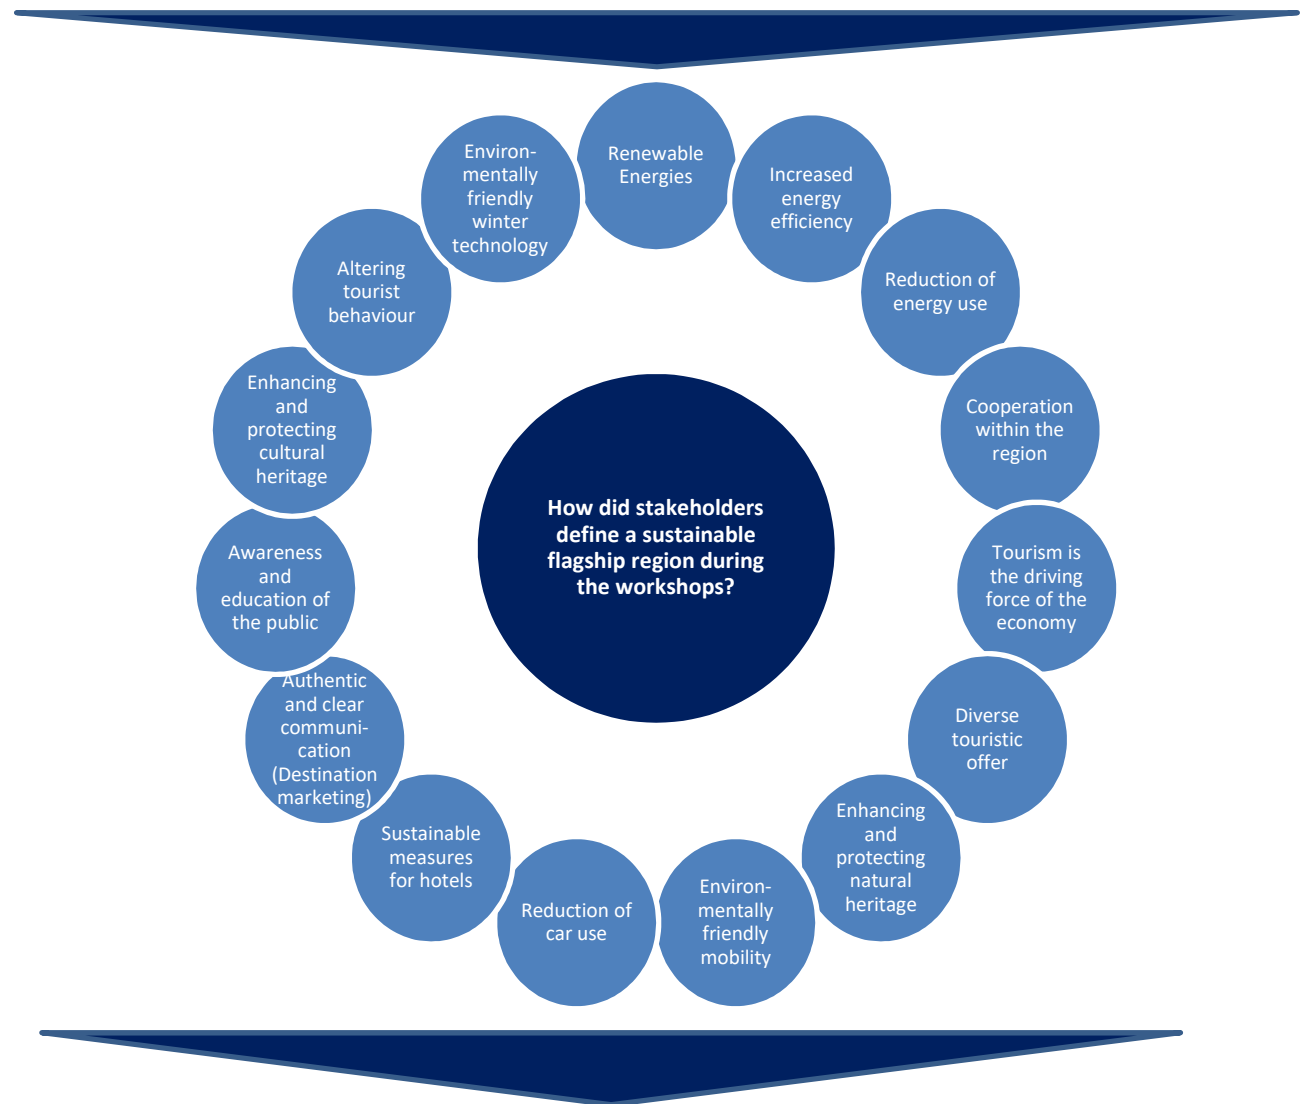 Renewable
Energies
Increased
energy
efficiency
Reduction of
energy use
Cooperation
within the
region
Tourism is
the driving
force of the
economy
Diverse
touristic
offer
Enhancing
and
protecting
natural
heritage
Environ-
mentally
friendly
mobility
Reduction of
car use
Sustainable
measures
for hotels
Authentic
and clear
communi-
cation
(Destination
marketing)
Awareness
and
education of
the public
Enhancing
and
protecting
cultural
heritage
Altering
tourist
behaviour
Environ-
mentally
friendly
winter
technology
How did stakeholders
define a sustainable
flagship region during
the workshops?